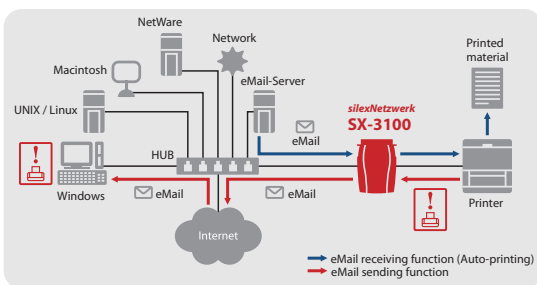 NetWare
Network
Printed
material
Macintosh
eMail-Server
UNIX / Linux
silexNetzwerk
SX-3100
eMail
HUB
!
Windows
eMail
eMail
!
Printer
Internet
eMail receiving function (Auto-printing)
eMail sending function